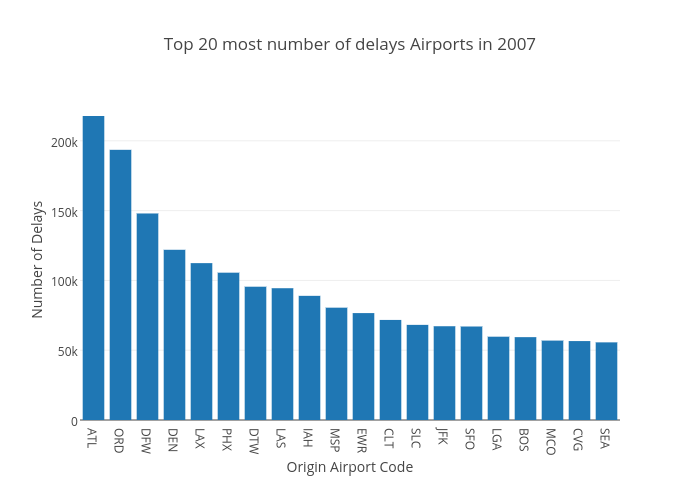 Top 20 most number of delays Airports in 2007
Number of Delays
200k
150k
100k
50k
0
ATL
ORD
DFW
DEN
LAX
PHX
DTW
LAS
IAH
MSP
EWR
CLT
SLC
JFK
SFO
LGA
BOS
MCO
CVG
SEA
Origin Airport Code